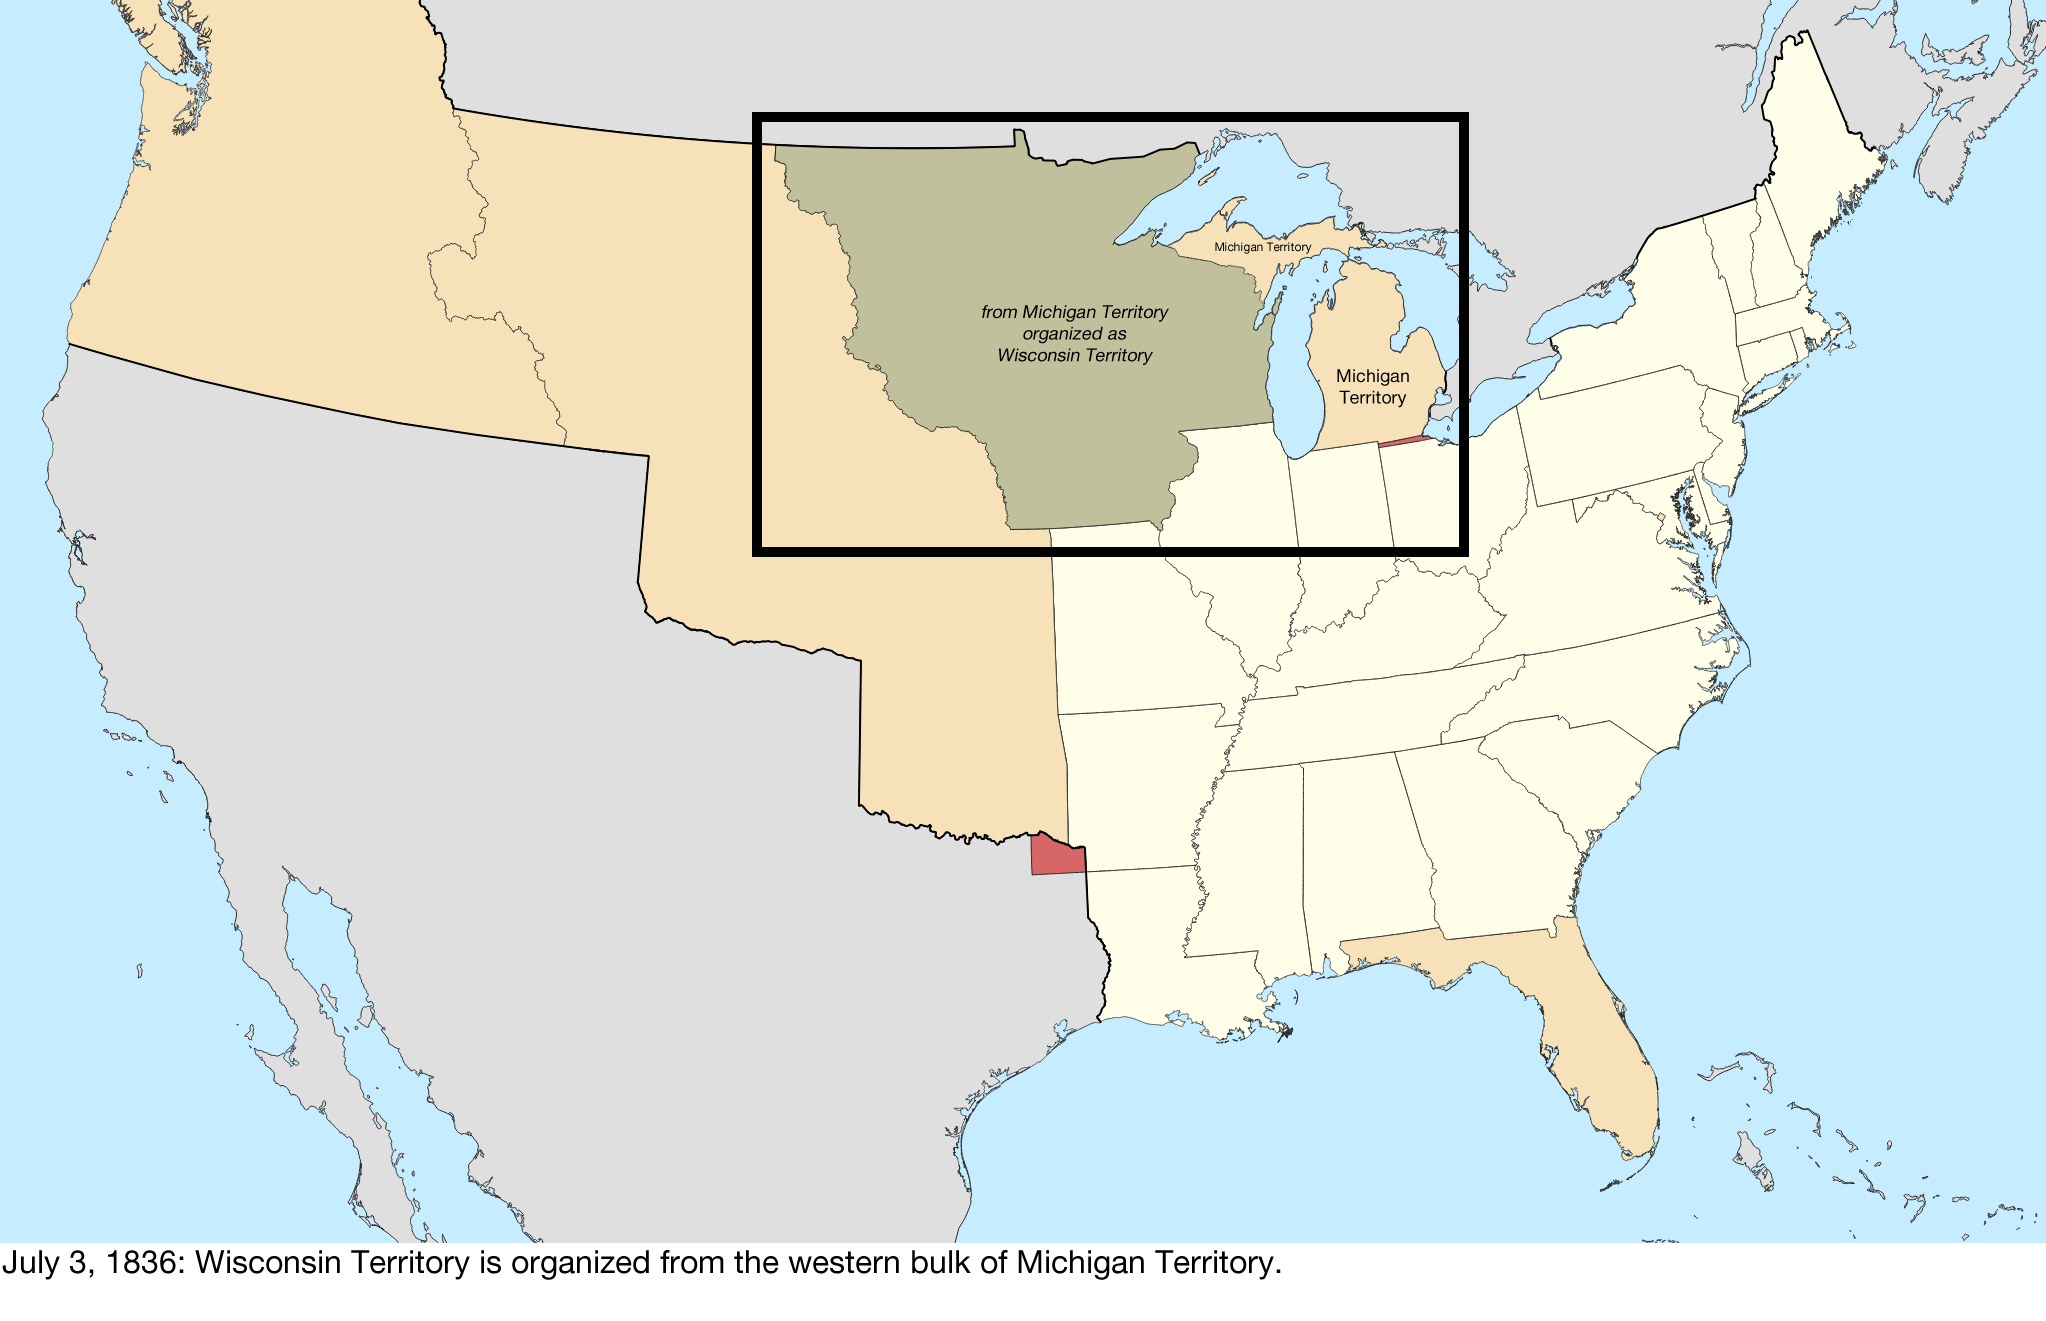 Michigan Territory
from Michigan Territory
organized as
Wisconsin Territory
Michigan
Territory
July 3, 1836: Wisconsin Territory is organized from the western bulk of Michigan Territory.